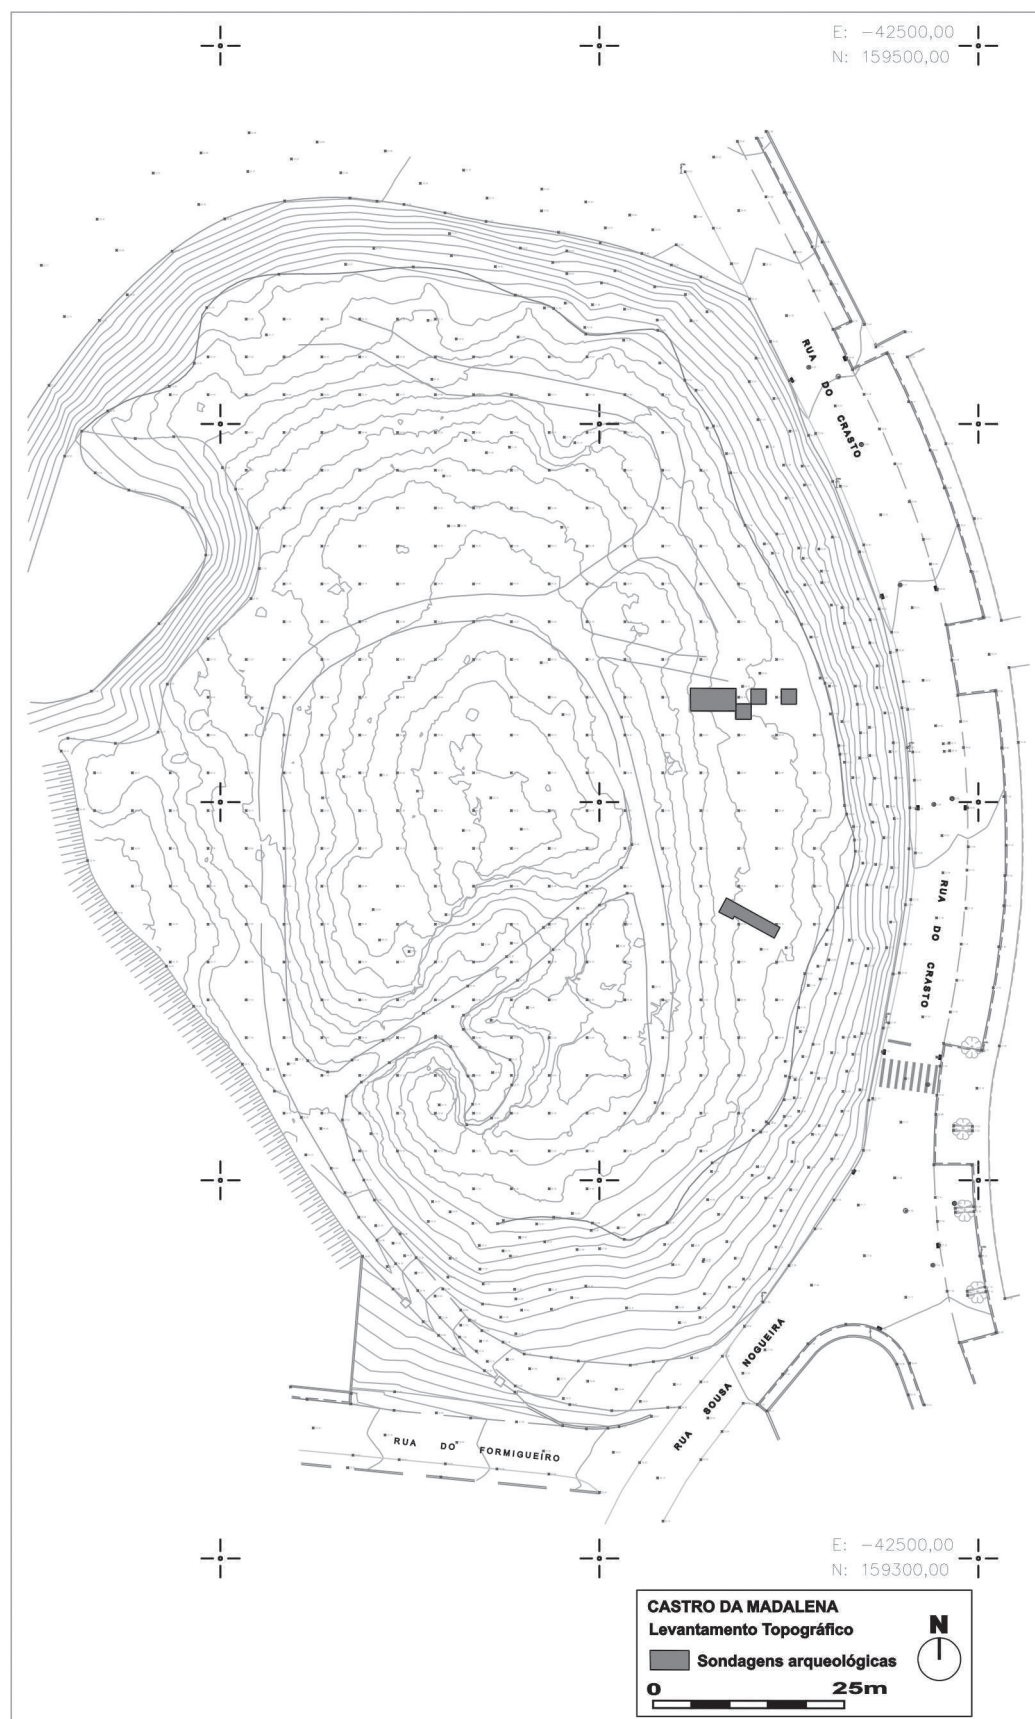 E: -42500,00
N: 159500,00
RUA DO CRASTO
RUA DO CRASTO
RUA SOUSA NOGUEIRA
RUA DO FORMIGUEIRO
E: -42500,00
N: 159300,00
CASTRO DA MADALENA
Levantamento Topográfico
N
Sondagens arqueológicas
0 25m